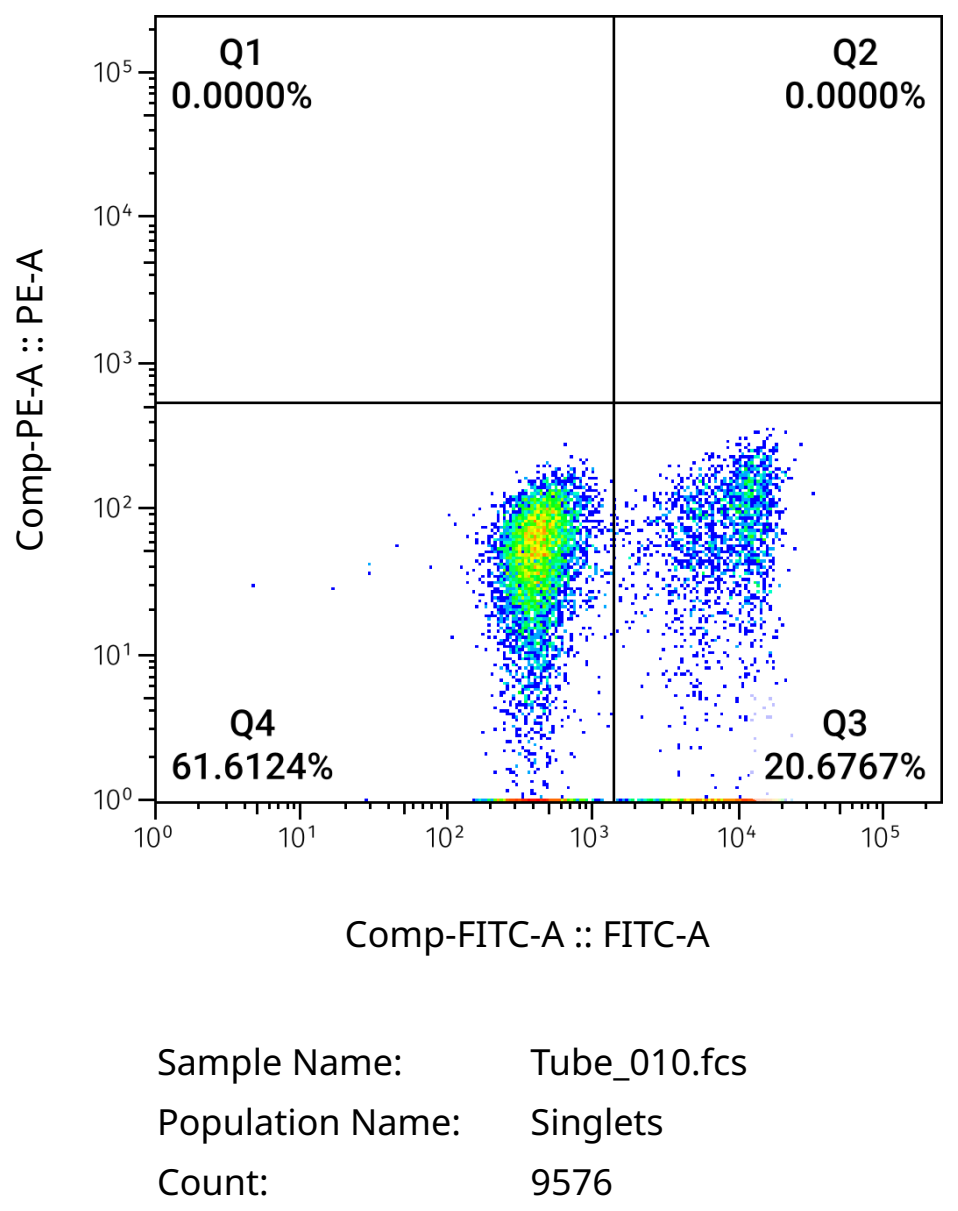 Q1
0.0000%
Q2
0.0000%
10⁵
10⁴
10³
10²
10¹
10⁰
Comp-PE-A :: PE-A
Q4
61.6124%
Q3
20.6767%
10⁰ 10¹ 10² 10³ 10⁴ 10⁵
Comp-FITC-A :: FITC-A
Sample Name: Tube_010.fcs
Population Name: Singlets
Count: 9576